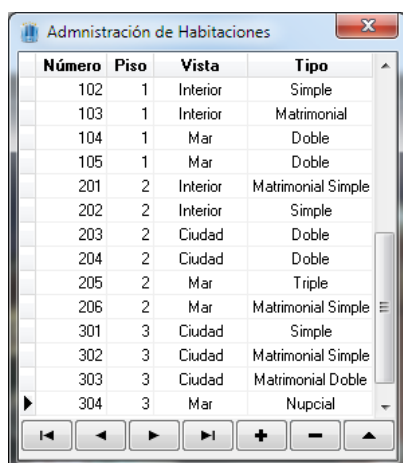 Admnistración de Habitaciones
Número Piso Vista Tipo
102 1 Interior Simple
103 1 Interior Matrimonial
104 1 Mar Doble
105 1 Mar Doble
201 2 Interior Matrimonial Simple
202 2 Interior Simple
203 2 Ciudad Doble
204 2 Ciudad Doble
205 2 Mar Triple
206 2 Mar Matrimonial Simple
301 3 Ciudad Simple
302 3 Ciudad Matrimonial Simple
303 3 Ciudad Matrimonial Doble
304 3 Mar Nupcial